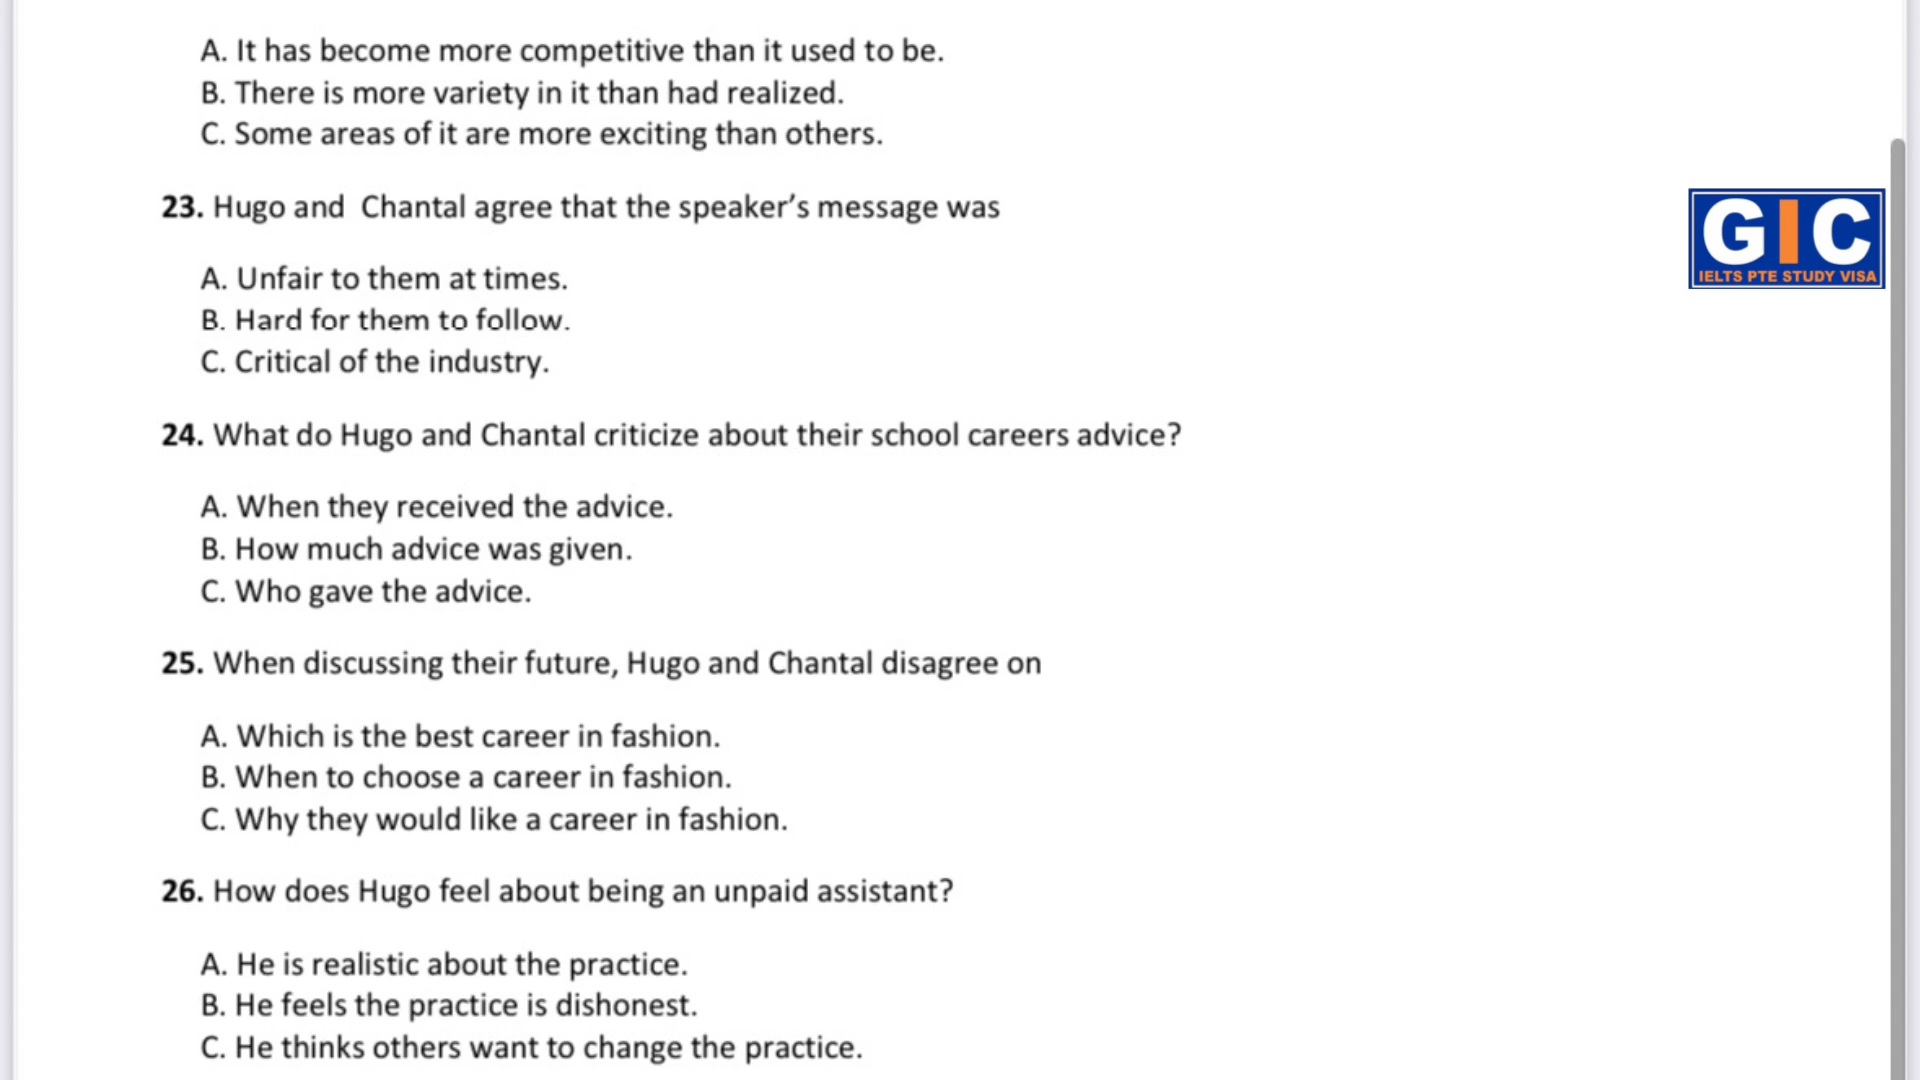 A. It has become more competitive than it used to be.
B. There is more variety in it than had realized.
C. Some areas of it are more exciting than others.
23. Hugo and Chantal agree that the speaker’s message was
A. Unfair to them at times.
B. Hard for them to follow.
C. Critical of the industry.
24. What do Hugo and Chantal criticize about their school careers advice?
A. When they received the advice.
B. How much advice was given.
C. Who gave the advice.
25. When discussing their future, Hugo and Chantal disagree on
A. Which is the best career in fashion.
B. When to choose a career in fashion.
C. Why they would like a career in fashion.
26. How does Hugo feel about being an unpaid assistant?
A. He is realistic about the practice.
B. He feels the practice is dishonest.
C. He thinks others want to change the practice.
GIC
IELTS PTE STUDY VISA